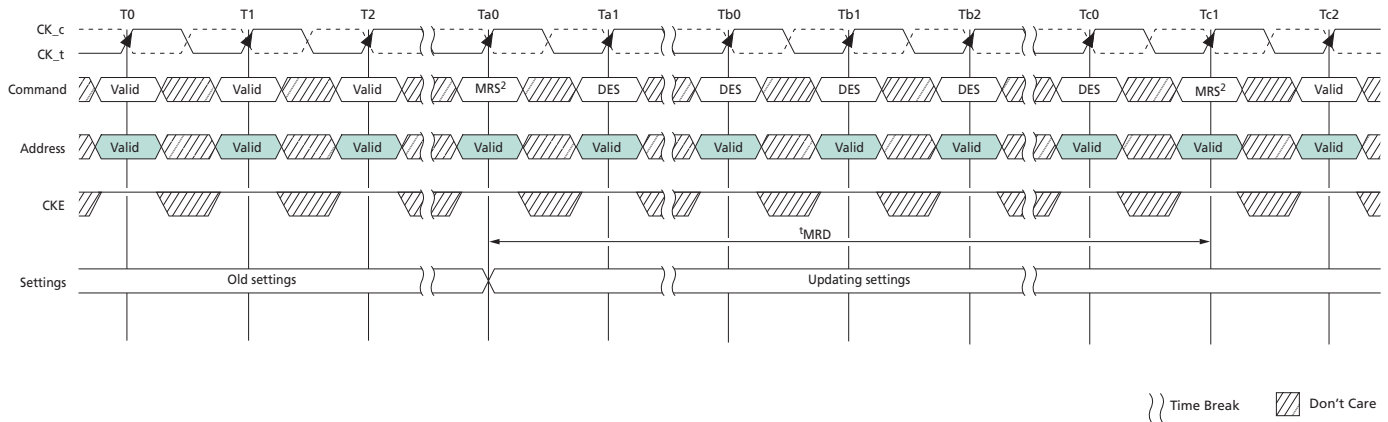 T0 T1 T2 Ta0 Ta1 Tb0 Tb1 Tb2 Tc0 Tc1 Tc2
CK_c
CK_t
Command Valid Valid Valid MRS² DES DES DES DES DES MRS² Valid
Address Valid Valid Valid Valid Valid Valid Valid Valid Valid Valid Valid
CKE
ᵗMRD
Settings Old settings Updating settings
Time Break Don't Care